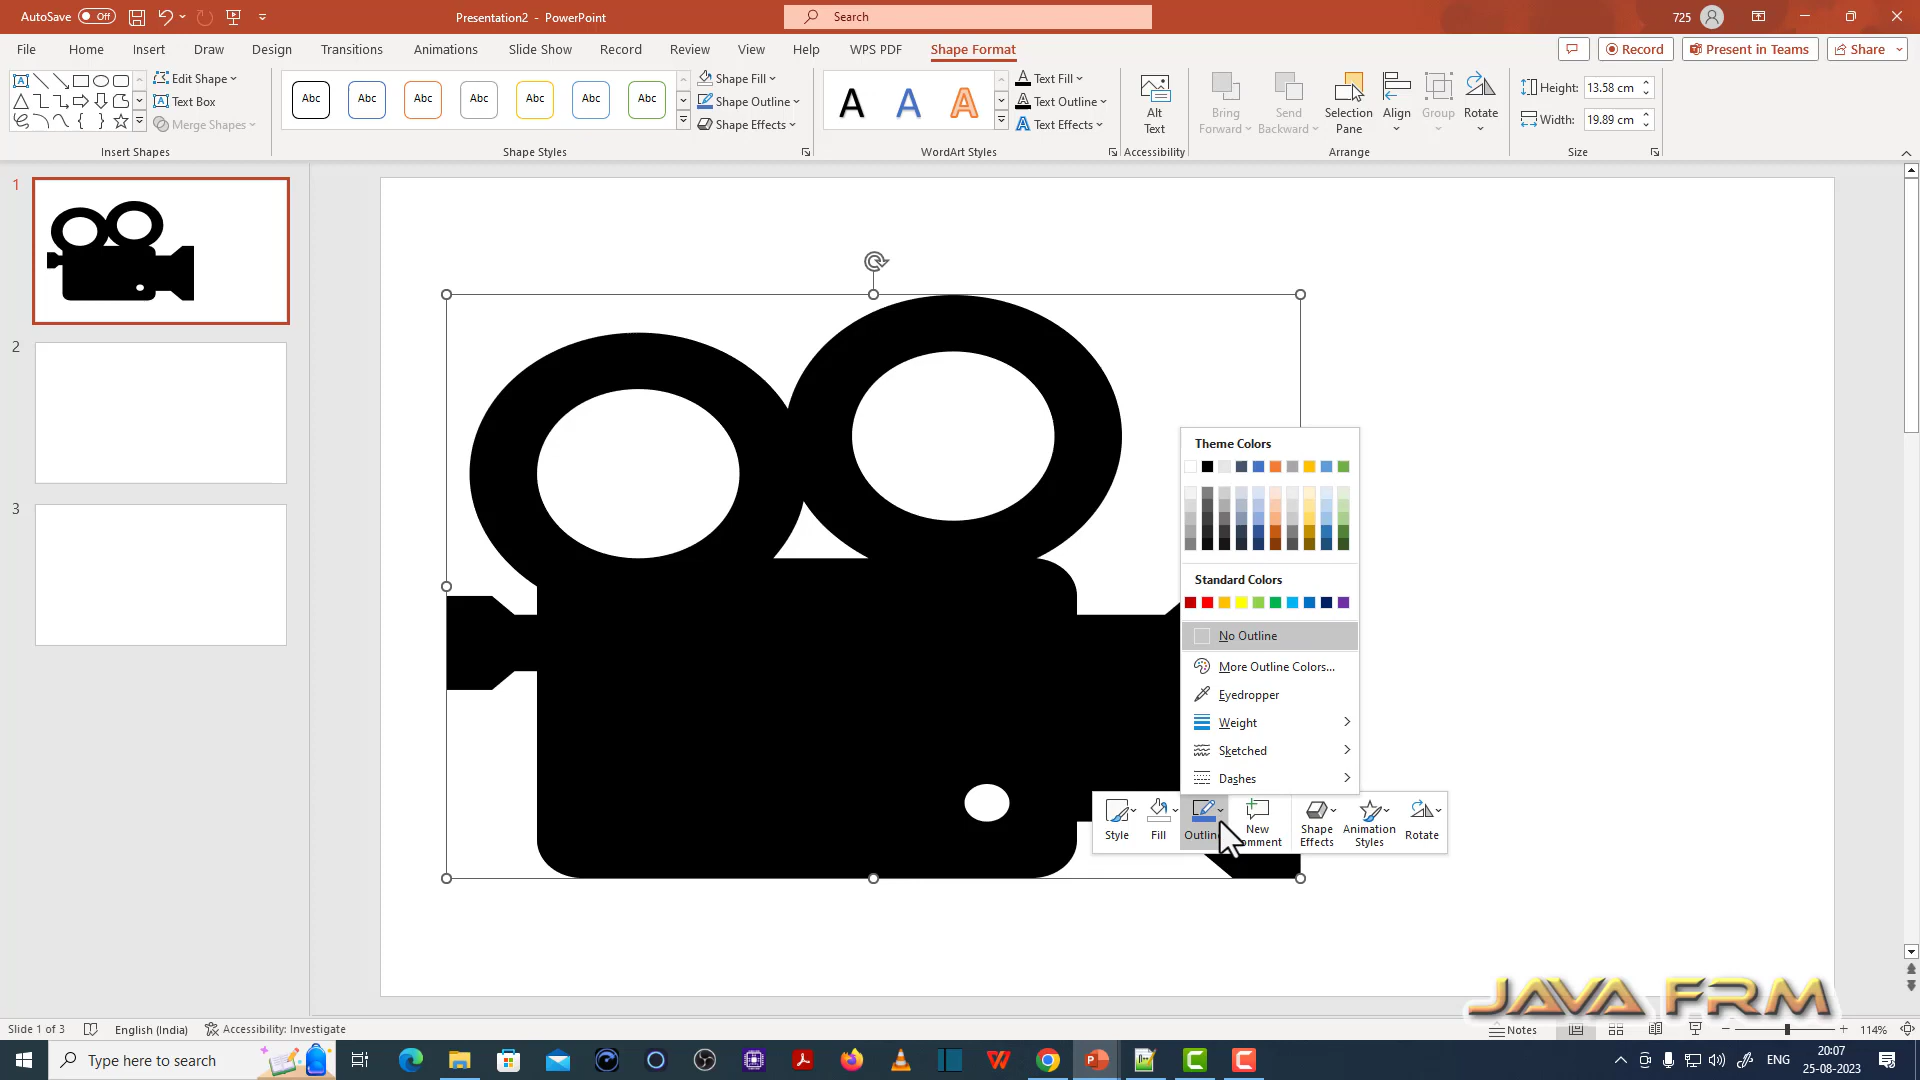 AutoSave Off
Presentation2 - PowerPoint
Search
725
File Home Insert Draw Design Transitions Animations Slide Show Record Review View Help WPS PDF Shape Format
Record
Present in Teams
Share
Edit Shape
Text Box
Merge Shapes
Insert Shapes
Abc Abc Abc Abc Abc Abc Abc
Shape Fill
Shape Outline
Shape Effects
Shape Styles
A A A
Text Fill
Text Outline
Text Effects
WordArt Styles
Alt Text
Accessibility
Bring Forward
Send Backward
Selection Pane
Align
Group
Rotate
Arrange
Height: 13.58 cm
Width: 19.89 cm
Size
1
2
3
Theme Colors
Standard Colors
No Outline
More Outline Colors...
Eyedropper
Weight
Sketched
Dashes
Style
Fill
Outlin
New
omment
Shape Effects
Animation Styles
Rotate
JAVA FRM
Slide 1 of 3
English (India)
Accessibility: Investigate
Notes
114%
Type here to search
ENG
20:07
25-08-2023